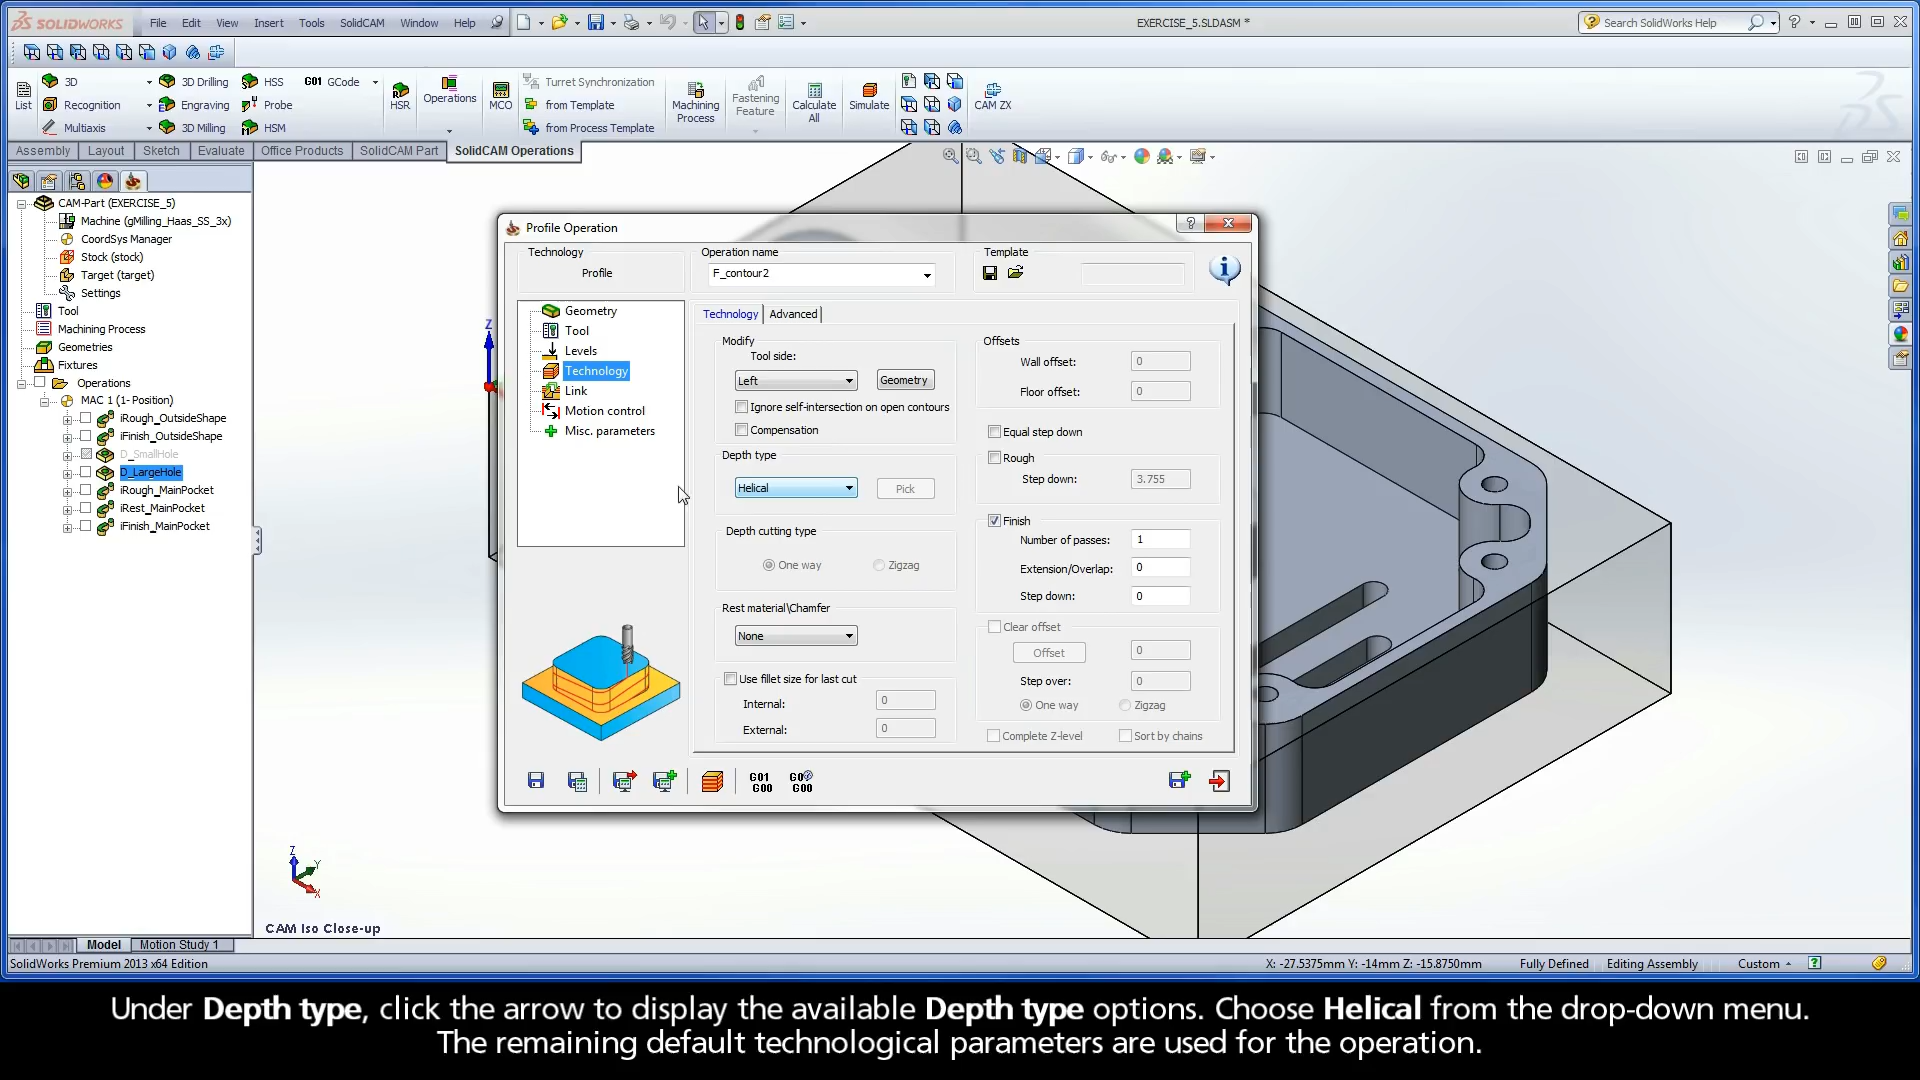 SOLIDWORKS File Edit View Insert Tools SolidCAM Window Help EXERCISE_5.SLDASM * Search SolidWorks Help
3D 3D Drilling HSS G01 GCode Turret Synchronization
List Recognition Engraving Probe HSR Operations MCO from Template Machining Process Fastening Feature Calculate All Simulate CAM ZX
Multiaxis 3D Milling HSM from Process Template
Assembly Layout Sketch Evaluate Office Products SolidCAM Part SolidCAM Operations
CAM-Part (EXERCISE_5)
Machine (gMilling_Haas_SS_3x)
CoordSys Manager
Stock (stock)
Target (target)
Settings
Tool
Machining Process
Geometries
Fixtures
Operations
MAC 1 (1- Position)
iRough_OutsideShape
iFinish_OutsideShape
D_SmallHole
D_LargeHole
iRough_MainPocket
iRest_MainPocket
iFinish_MainPocket
Z
Profile Operation
Technology
Profile
Operation name
F_contour2
Template
Geometry
Tool
Levels
Technology
Link
Motion control
Misc. parameters
Technology Advanced
Modify
Tool side:
Left Geometry
Ignore self-intersection on open contours
Compensation
Depth type
Helical Pick
Depth cutting type
One way Zigzag
Rest material\Chamfer
None
Use fillet size for last cut
Internal: 0
External: 0
Offsets
Wall offset: 0
Floor offset: 0
Equal step down
Rough
Step down: 3.755
Finish
Number of passes: 1
Extension/Overlap: 0
Step down: 0
Clear offset
Offset 0
Step over: 0
One way Zigzag
Complete Z-level Sort by chains
G01 G00
G00
Z
Y
X
CAM Iso Close-up
Model Motion Study 1
SolidWorks Premium 2013 x64 Edition X: -27.5375mm Y: -14mm Z: -15.8750mm Fully Defined Editing Assembly Custom
Under Depth type, click the arrow to display the available Depth type options. Choose Helical from the drop-down menu.
The remaining default technological parameters are used for the operation.